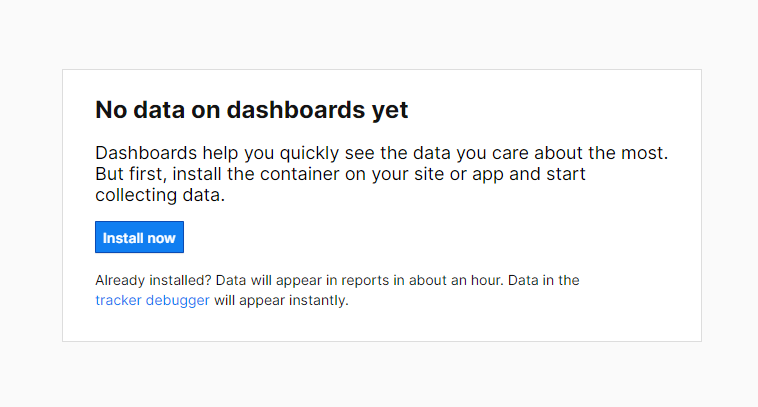 No data on dashboards yet
Dashboards help you quickly see the data you care about the most.
But first, install the container on your site or app and start
collecting data.
Install now
Already installed? Data will appear in reports in about an hour. Data in the
tracker debugger will appear instantly.